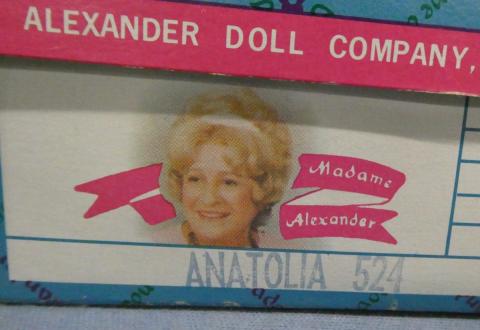 ALEXANDER DOLL COMPANY,
Madame
Alexander
ANATOLIA 524